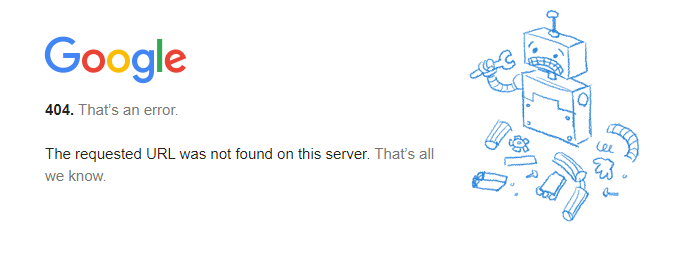 Google
404. That’s an error.
The requested URL was not found on this server. That’s all
we know.